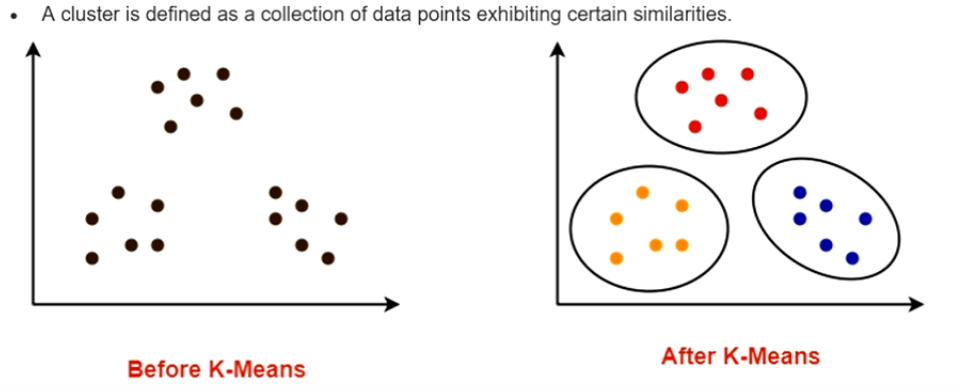 • A cluster is defined as a collection of data points exhibiting certain similarities.
Before K-Means
After K-Means